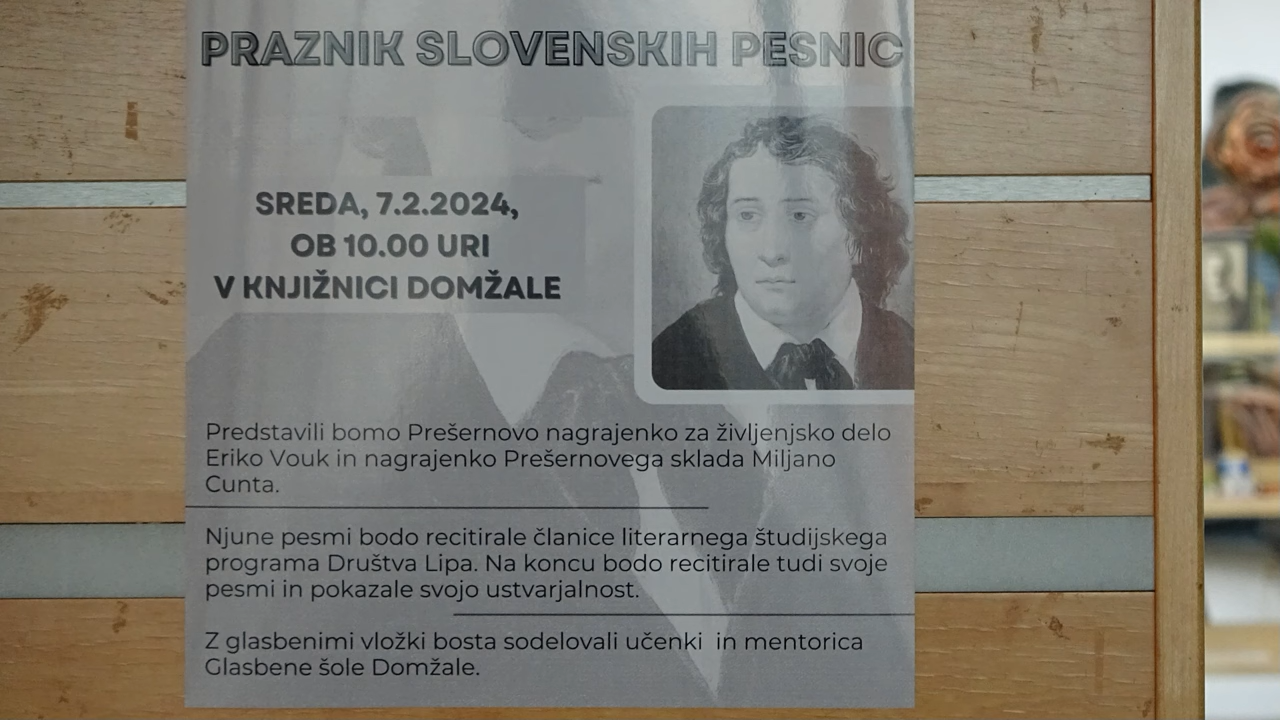 PRAZNIK SLOVENSKIH PESNIC
SREDA, 7.2.2024,
OB 10.00 URI
V KNJIŽNICI DOMŽALE
Predstavili bomo Prešernovo nagrajenko za življenjsko delo
Eriko Vouk in nagrajenko Prešernovega sklada Miljano
Cunta.
Njune pesmi bodo recitirale članice literarnega študijskega
programa Društva Lipa. Na koncu bodo recitirale tudi svoje
pesmi in pokazale svojo ustvarjalnost.
Z glasbenimi vložki bosta sodelovali učenki in mentorica
Glasbene šole Domžale.